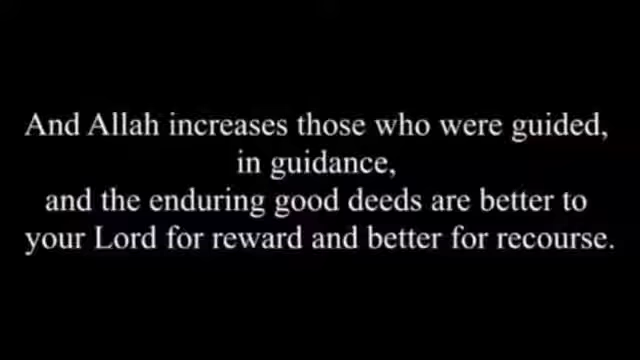 And Allah increases those who were guided,
in guidance,
and the enduring good deeds are better to
your Lord for reward and better for recourse.